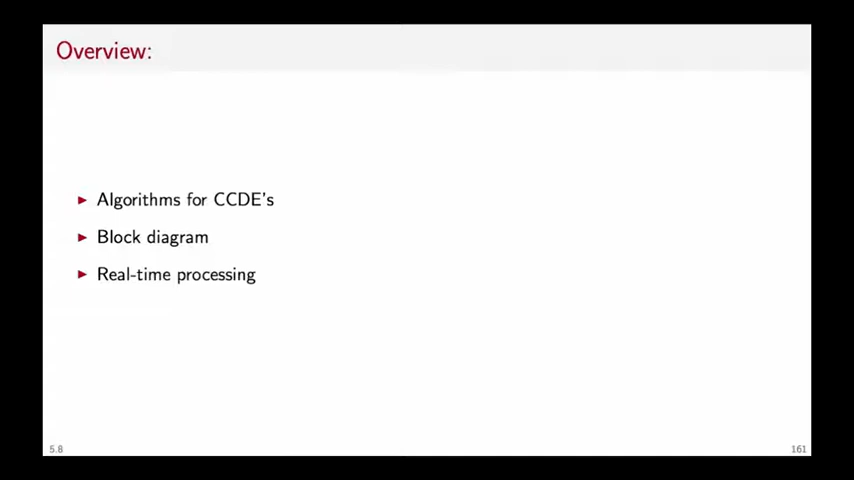 Overview:
▶ Algorithms for CCDE's
▶ Block diagram
▶ Real-time processing
5.8
161